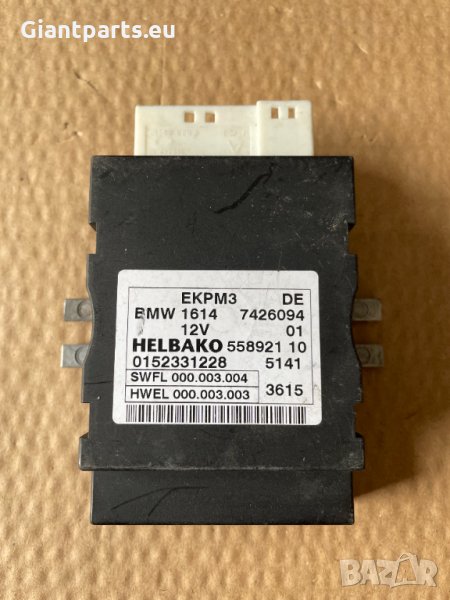 Giantparts.eu
EKPM3 DE
BMW 1614 7426094
12V 01
HELBAKO 558921 10
0152331228 5141
SWFL 000.003.004
HWEL 000.003.003 3615
BAZAR